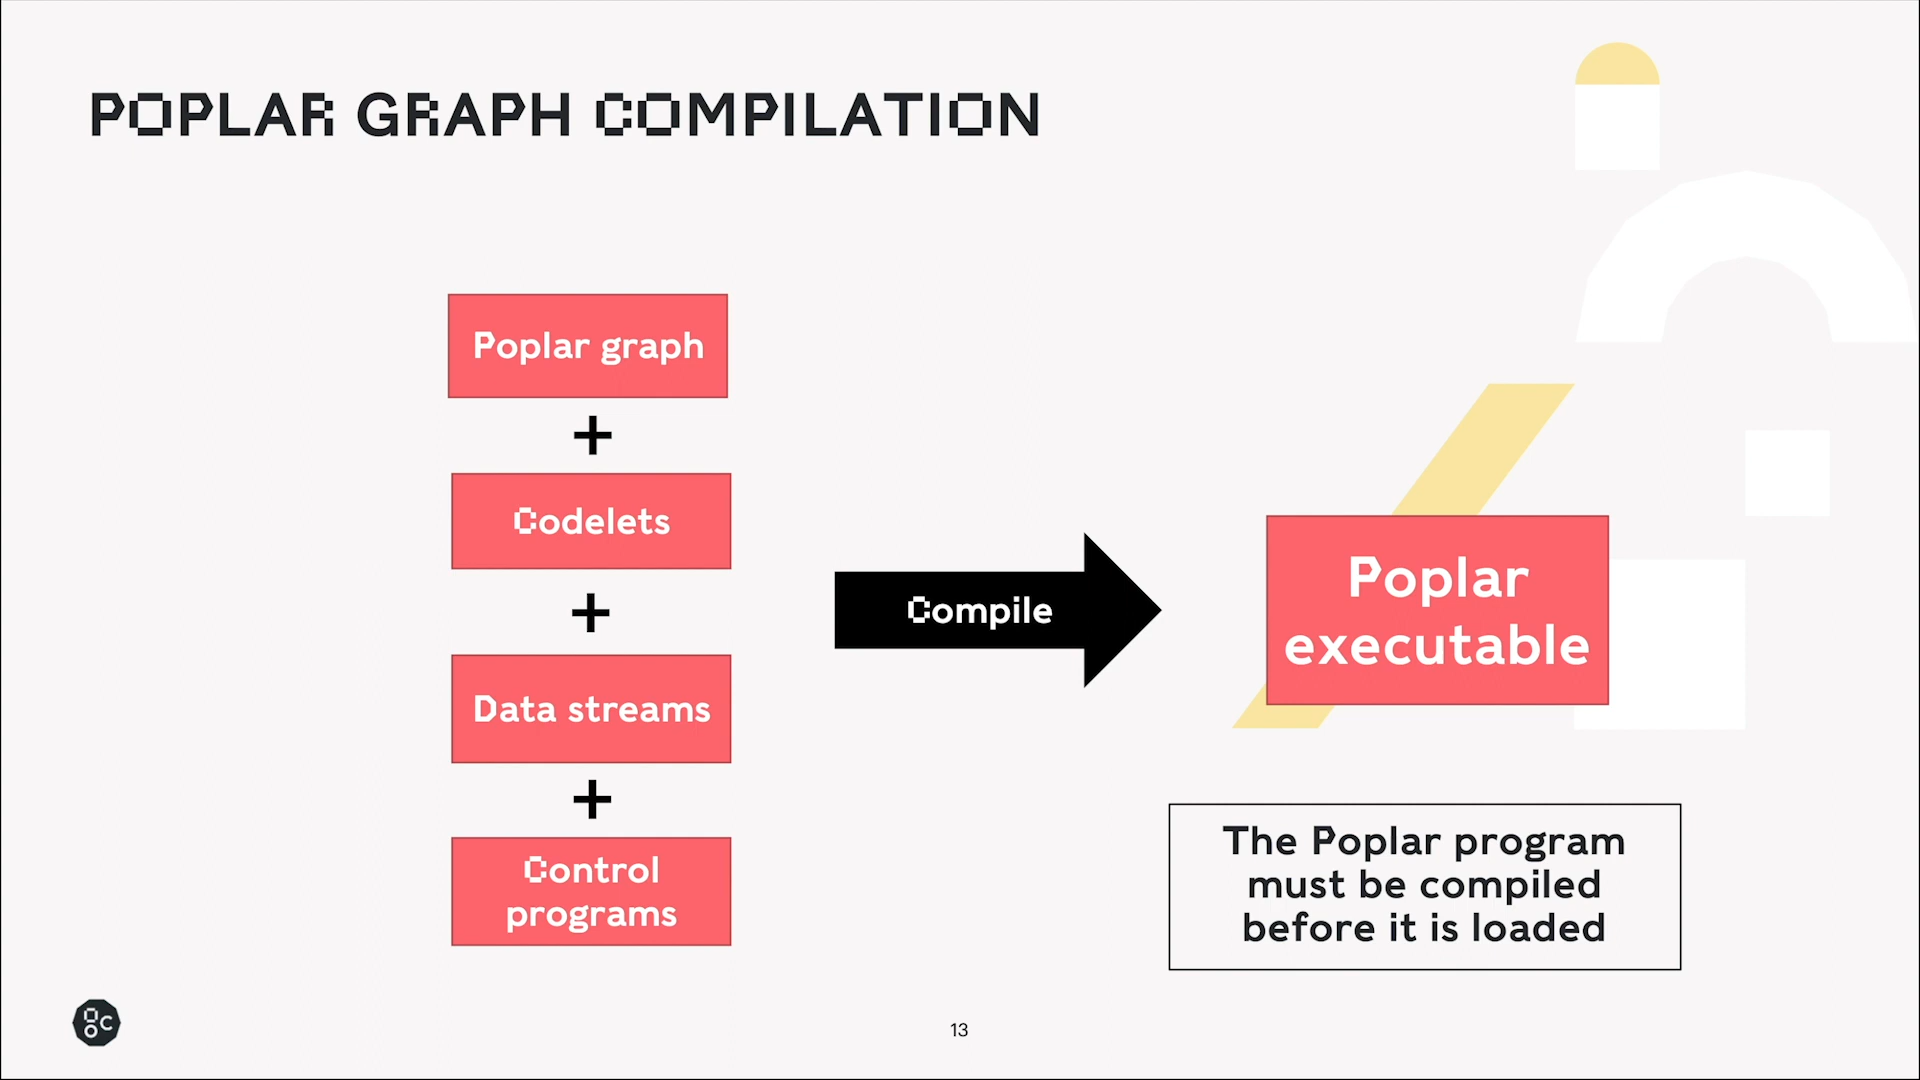 POPLAR GRAPH COMPILATION
Poplar graph
+
Codelets
+
Data streams
+
Control
programs
Compile
Poplar
executable
The Poplar program
must be compiled
before it is loaded
13